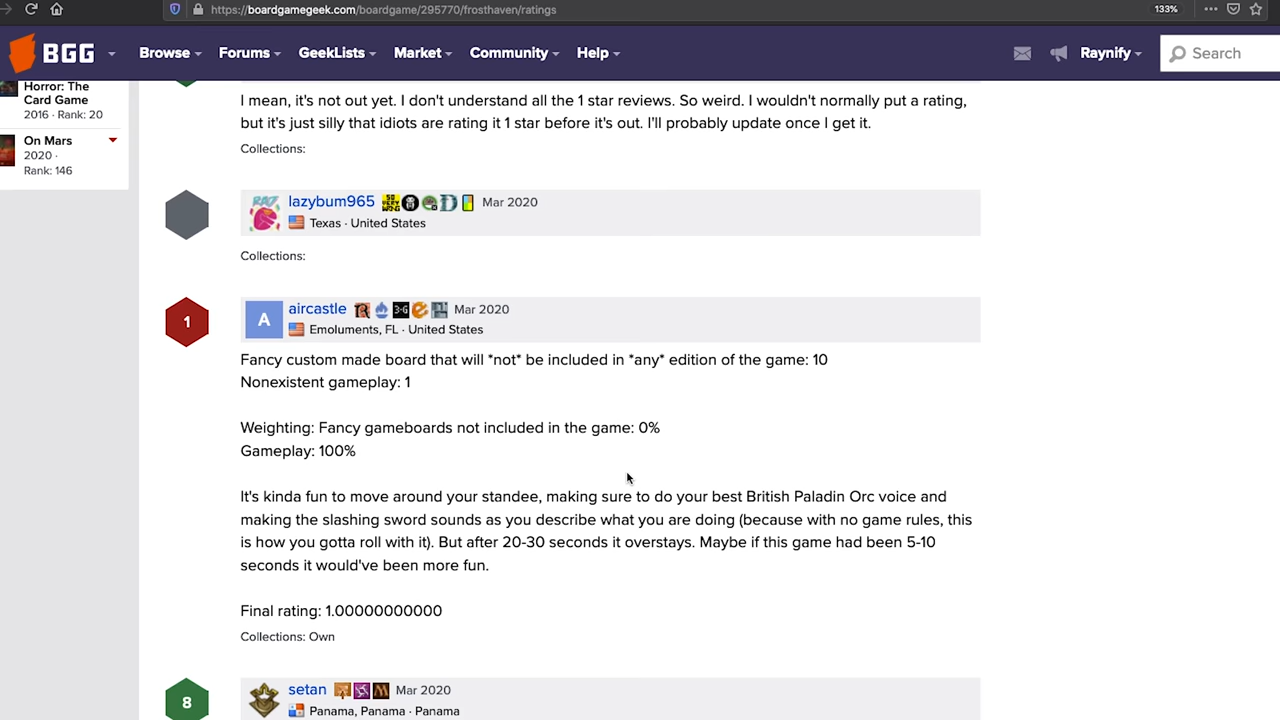 https://boardgamegeek.com/boardgame/295770/frosthaven/ratings
133%
BGG
Browse
Forums
GeekLists
Market
Community
Help
Raynify
Search
Horror: The
Card Game
2016 · Rank: 20
On Mars
2020 ·
Rank: 146
I mean, it's not out yet. I don't understand all the 1 star reviews. So weird. I wouldn't normally put a rating,
but it's just silly that idiots are rating it 1 star before it's out. I'll probably update once I get it.
Collections:
lazybum965 Mar 2020
Texas · United States
Collections:
1
A
aircastle Mar 2020
Emoluments, FL · United States
Fancy custom made board that will *not* be included in *any* edition of the game: 10
Nonexistent gameplay: 1
Weighting: Fancy gameboards not included in the game: 0%
Gameplay: 100%
It's kinda fun to move around your standee, making sure to do your best British Paladin Orc voice and
making the slashing sword sounds as you describe what you are doing (because with no game rules, this
is how you gotta roll with it). But after 20-30 seconds it overstays. Maybe if this game had been 5-10
seconds it would've been more fun.
Final rating: 1.00000000000
Collections: Own
8
setan Mar 2020
Panama, Panama · Panama